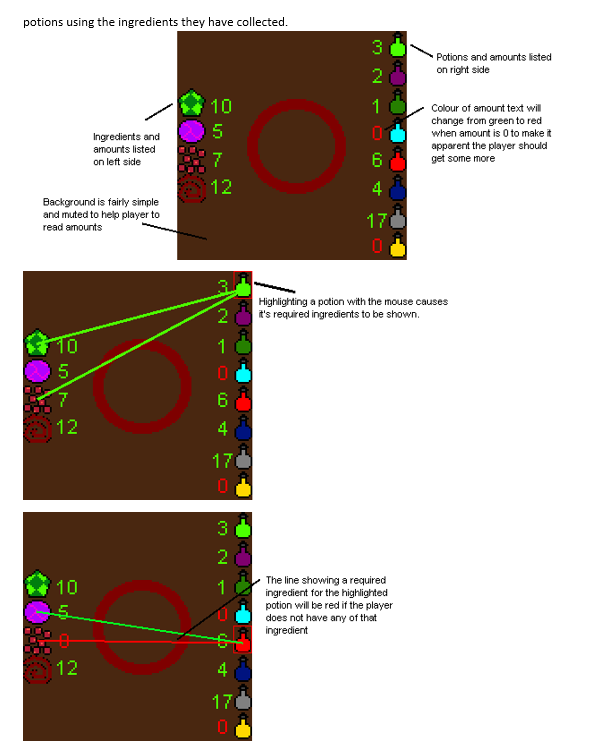 potions using the ingredients they have collected.
3
Potions and amounts listed
on right side
2
10
1
Colour of amount text will
change from green to red
when amount is 0 to make it
apparent the player should
get some more
Ingredients and
amounts listed
on left side
5
0
7
6
12
4
Background is fairly simple
and muted to help player to
read amounts
17
0
3
Highlighting a potion with the mouse causes
it's required ingredients to be shown.
2
10
1
5
0
7
6
12
4
17
0
3
2
10
1
The line showing a required
ingredient for the highlighted
potion will be red if the player
does not have any of that
ingredient
5
0
0
6
12
4
17
0